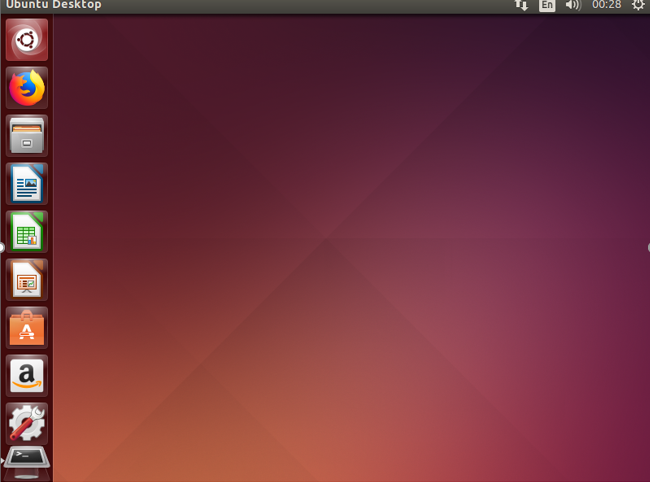 Ubuntu Desktop
En
00:28
a
>_